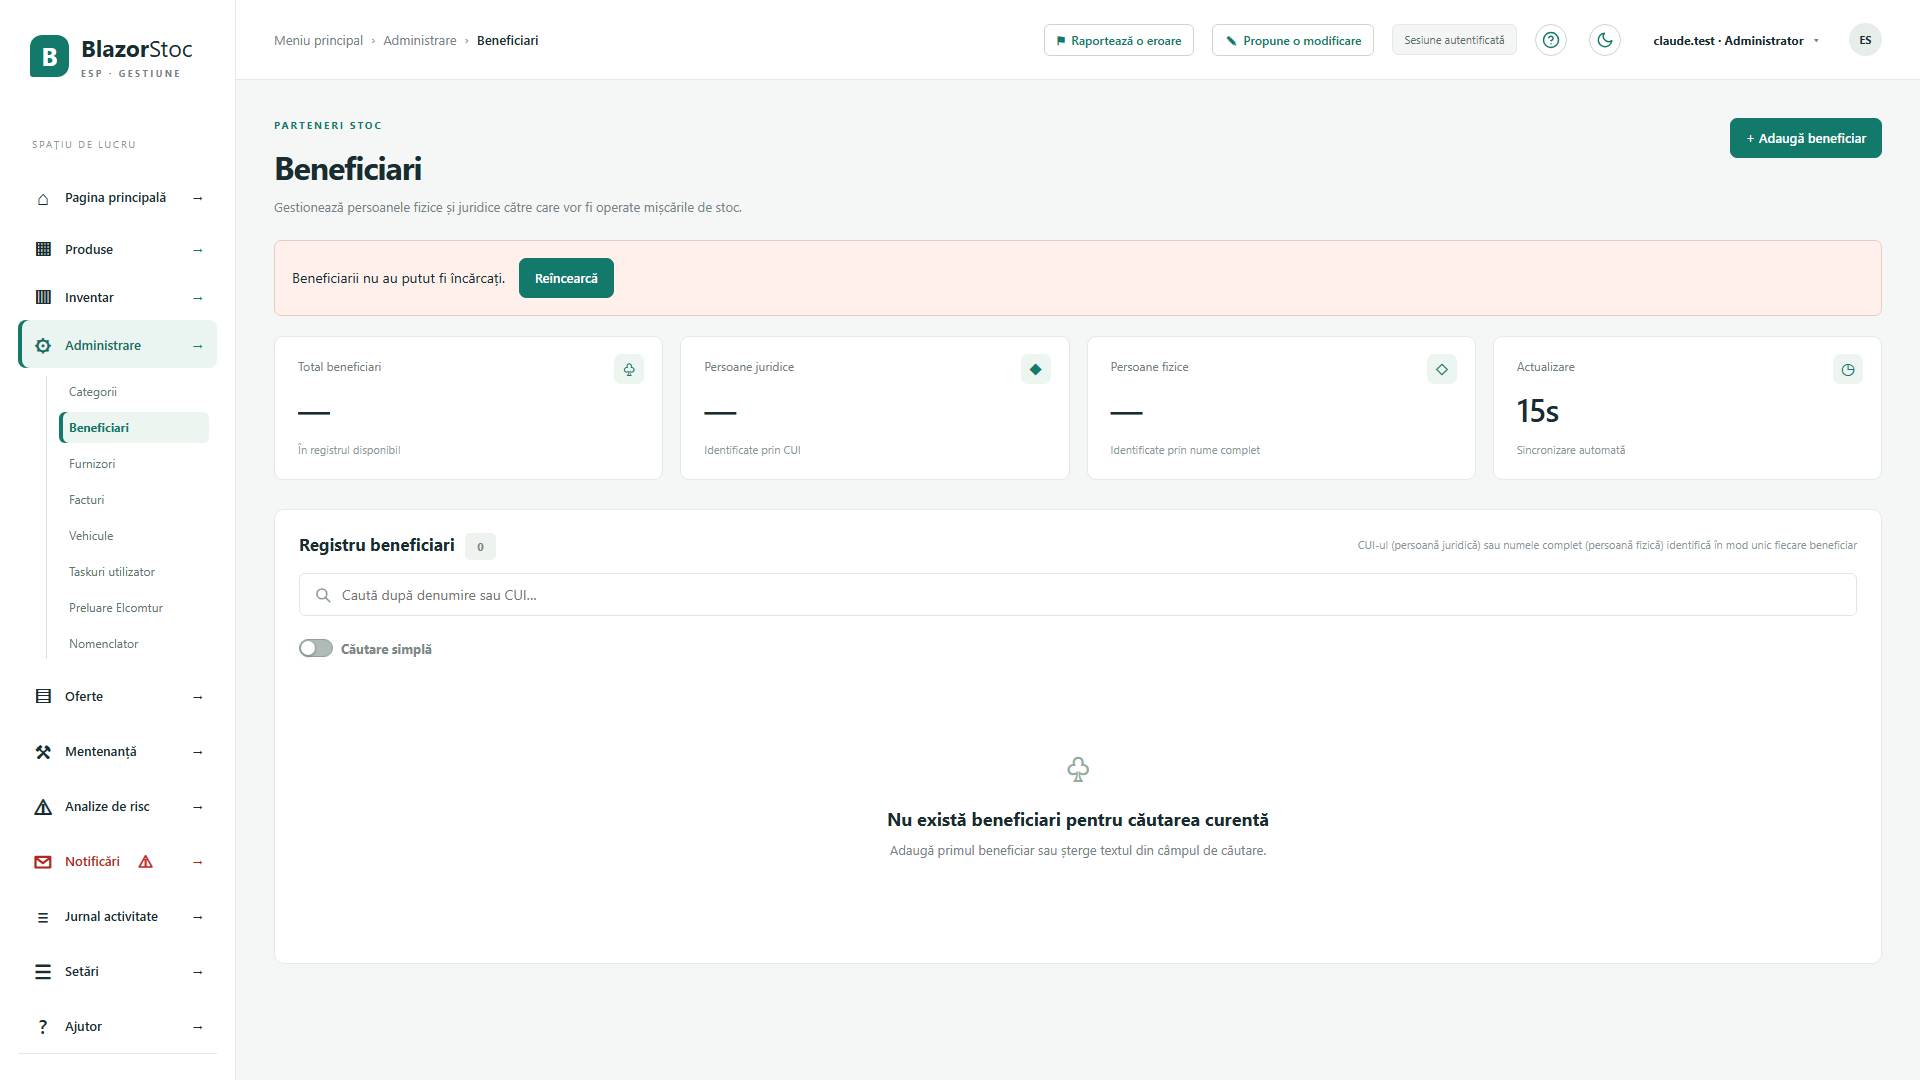 B BlazorStoc
ESP · GESTIUNE
SPAȚIU DE LUCRU
Pagina principală →
Produse →
Inventar →
Administrare →
Categorii
Beneficiari
Furnizori
Facturi
Vehicule
Taskuri utilizator
Preluare Elcomtur
Nomenclator
Oferte →
Mentenanță →
Analize de risc →
Notificări →
Jurnal activitate →
Setări →
? Ajutor →
Meniu principal › Administrare › Beneficiari
Raportează o eroare
Propune o modificare
Sesiune autentificată
claude.test · Administrator
ES
PARTENERI STOC
Beneficiari
Gestionează persoanele fizice și juridice către care vor fi operate mișcările de stoc.
+ Adaugă beneficiar
Beneficiarii nu au putut fi încărcați. Reîncearcă
Total beneficiari
—
În registrul disponibil
Persoane juridice
—
Identificate prin CUI
Persoane fizice
—
Identificate prin nume complet
Actualizare
15s
Sincronizare automată
Registru beneficiari 0
CUI-ul (persoană juridică) sau numele complet (persoană fizică) identifică în mod unic fiecare beneficiar
Caută după denumire sau CUI...
Căutare simplă
Nu există beneficiari pentru căutarea curentă
Adaugă primul beneficiar sau șterge textul din câmpul de căutare.